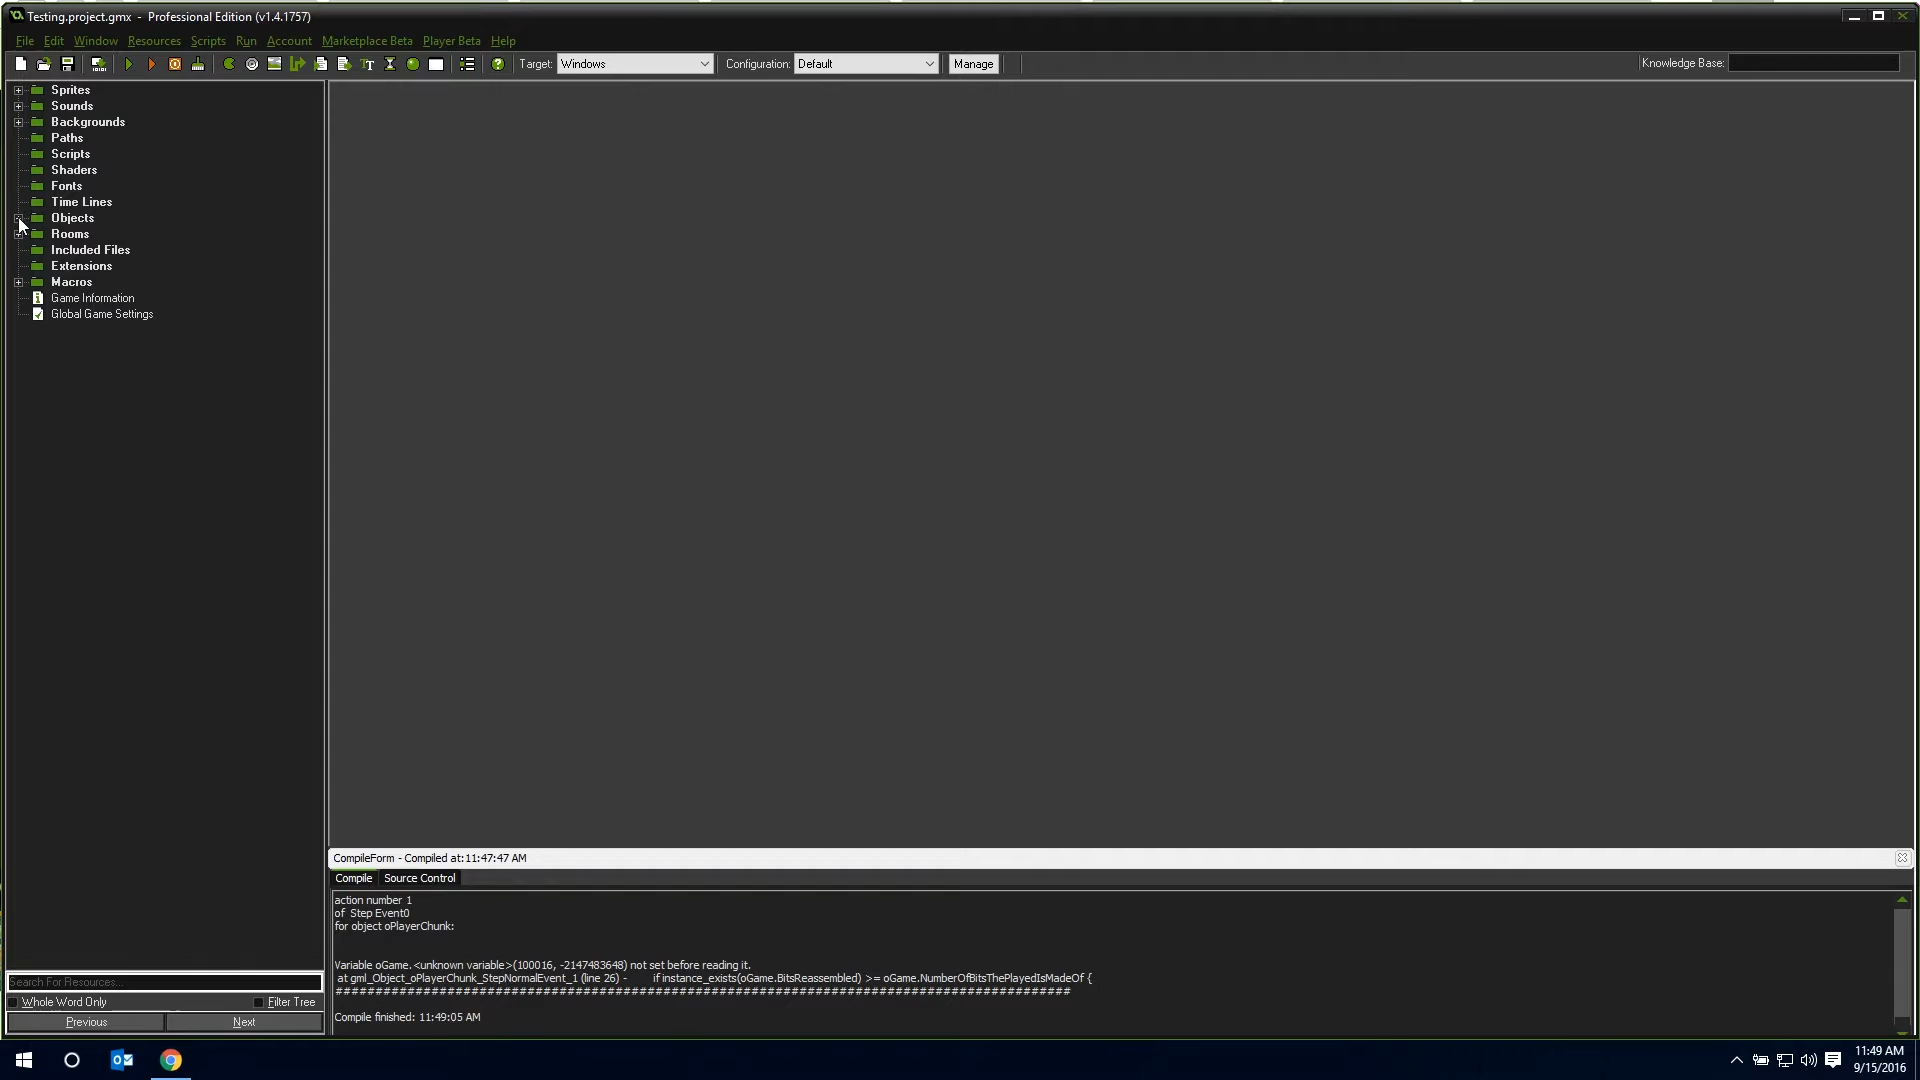 Testing.project.gmx - Professional Edition (v1.4.1757)
File Edit Window Resources Scripts Run Account Marketplace Beta Player Beta Help
Target: Windows Configuration: Default Manage Knowledge Base:
Sprites
Sounds
Backgrounds
Paths
Scripts
Shaders
Fonts
Time Lines
Objects
Rooms
Included Files
Extensions
Macros
Game Information
Global Game Settings
CompileForm - Compiled at:11:47:47 AM
Compile Source Control
action number 1
of Step Event0
for object oPlayerChunk:
Variable oGame.<unknown variable>(100016, -2147483648) not set before reading it.
at gml_Object_oPlayerChunk_StepNormalEvent_1 (line 26) - if instance_exists(oGame.BitsReassembled) >= oGame.NumberOfBitsThePlayedIsMadeOf {
############################################################################################
Compile finished: 11:49:05 AM
Search For Resources...
Whole Word Only Filter Tree
Previous Next
11:49 AM
9/15/2016